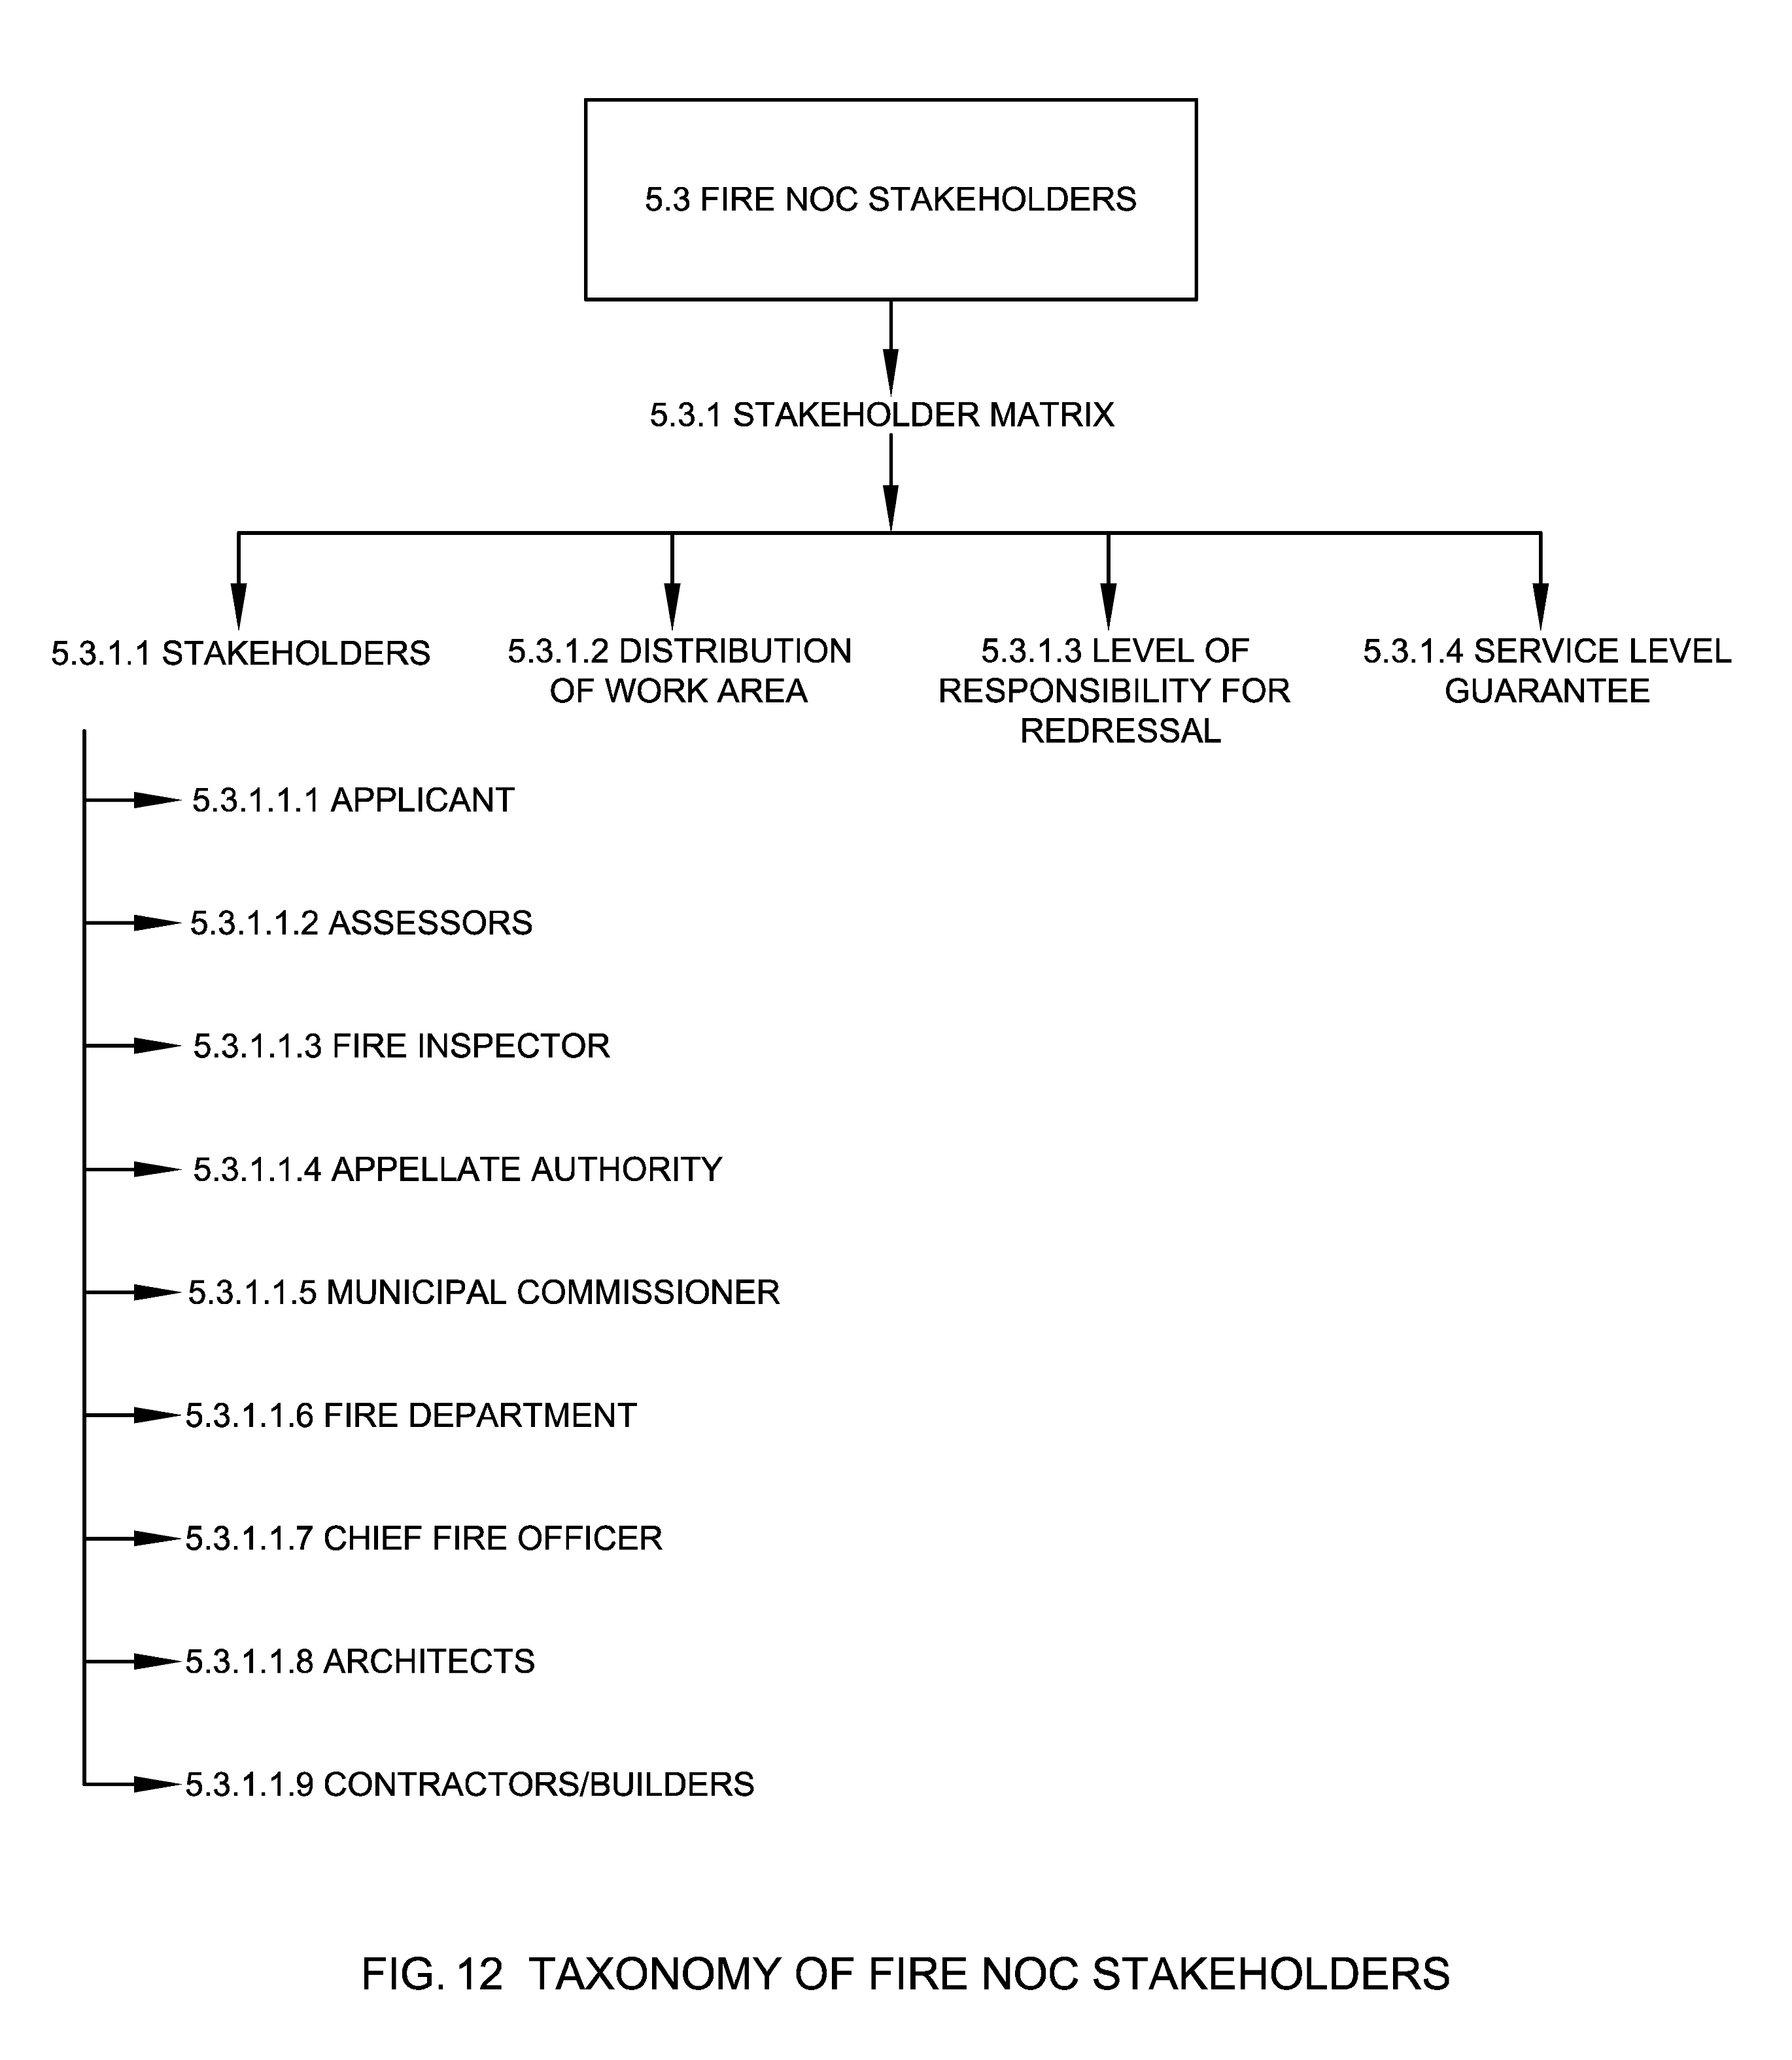 5.3 FIRE NOC STAKEHOLDERS
5.3.1 STAKEHOLDER MATRIX
5.3.1.1 STAKEHOLDERS
5.3.1.2 DISTRIBUTION
OF WORK AREA
5.3.1.3 LEVEL OF
RESPONSIBILITY FOR
REDRESSAL
5.3.1.4 SERVICE LEVEL
GUARANTEE
5.3.1.1.1 APPLICANT
5.3.1.1.2 ASSESSORS
5.3.1.1.3 FIRE INSPECTOR
5.3.1.1.4 APPELLATE AUTHORITY
5.3.1.1.5 MUNICIPAL COMMISSIONER
5.3.1.1.6 FIRE DEPARTMENT
5.3.1.1.7 CHIEF FIRE OFFICER
5.3.1.1.8 ARCHITECTS
5.3.1.1.9 CONTRACTORS/BUILDERS
FIG. 12 TAXONOMY OF FIRE NOC STAKEHOLDERS